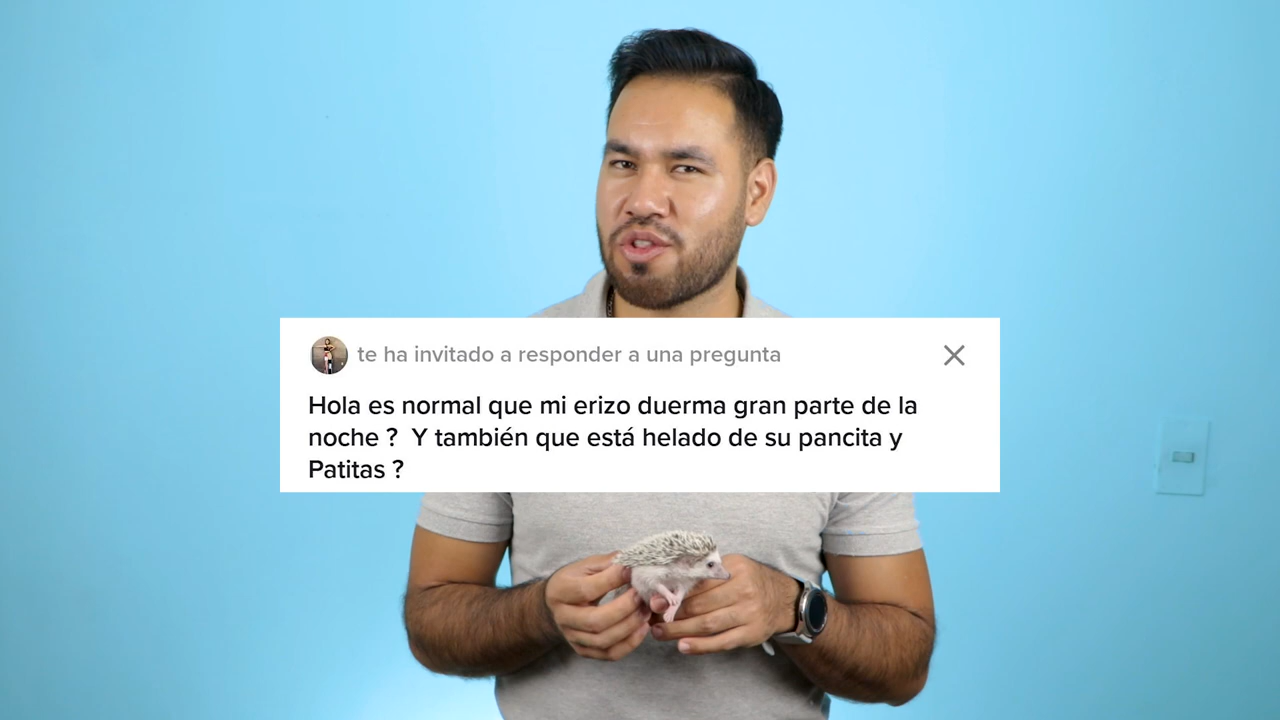 te ha invitado a responder a una pregunta
Hola es normal que mi erizo duerma gran parte de la
noche ?  Y también que está helado de su pancita y
Patitas ?